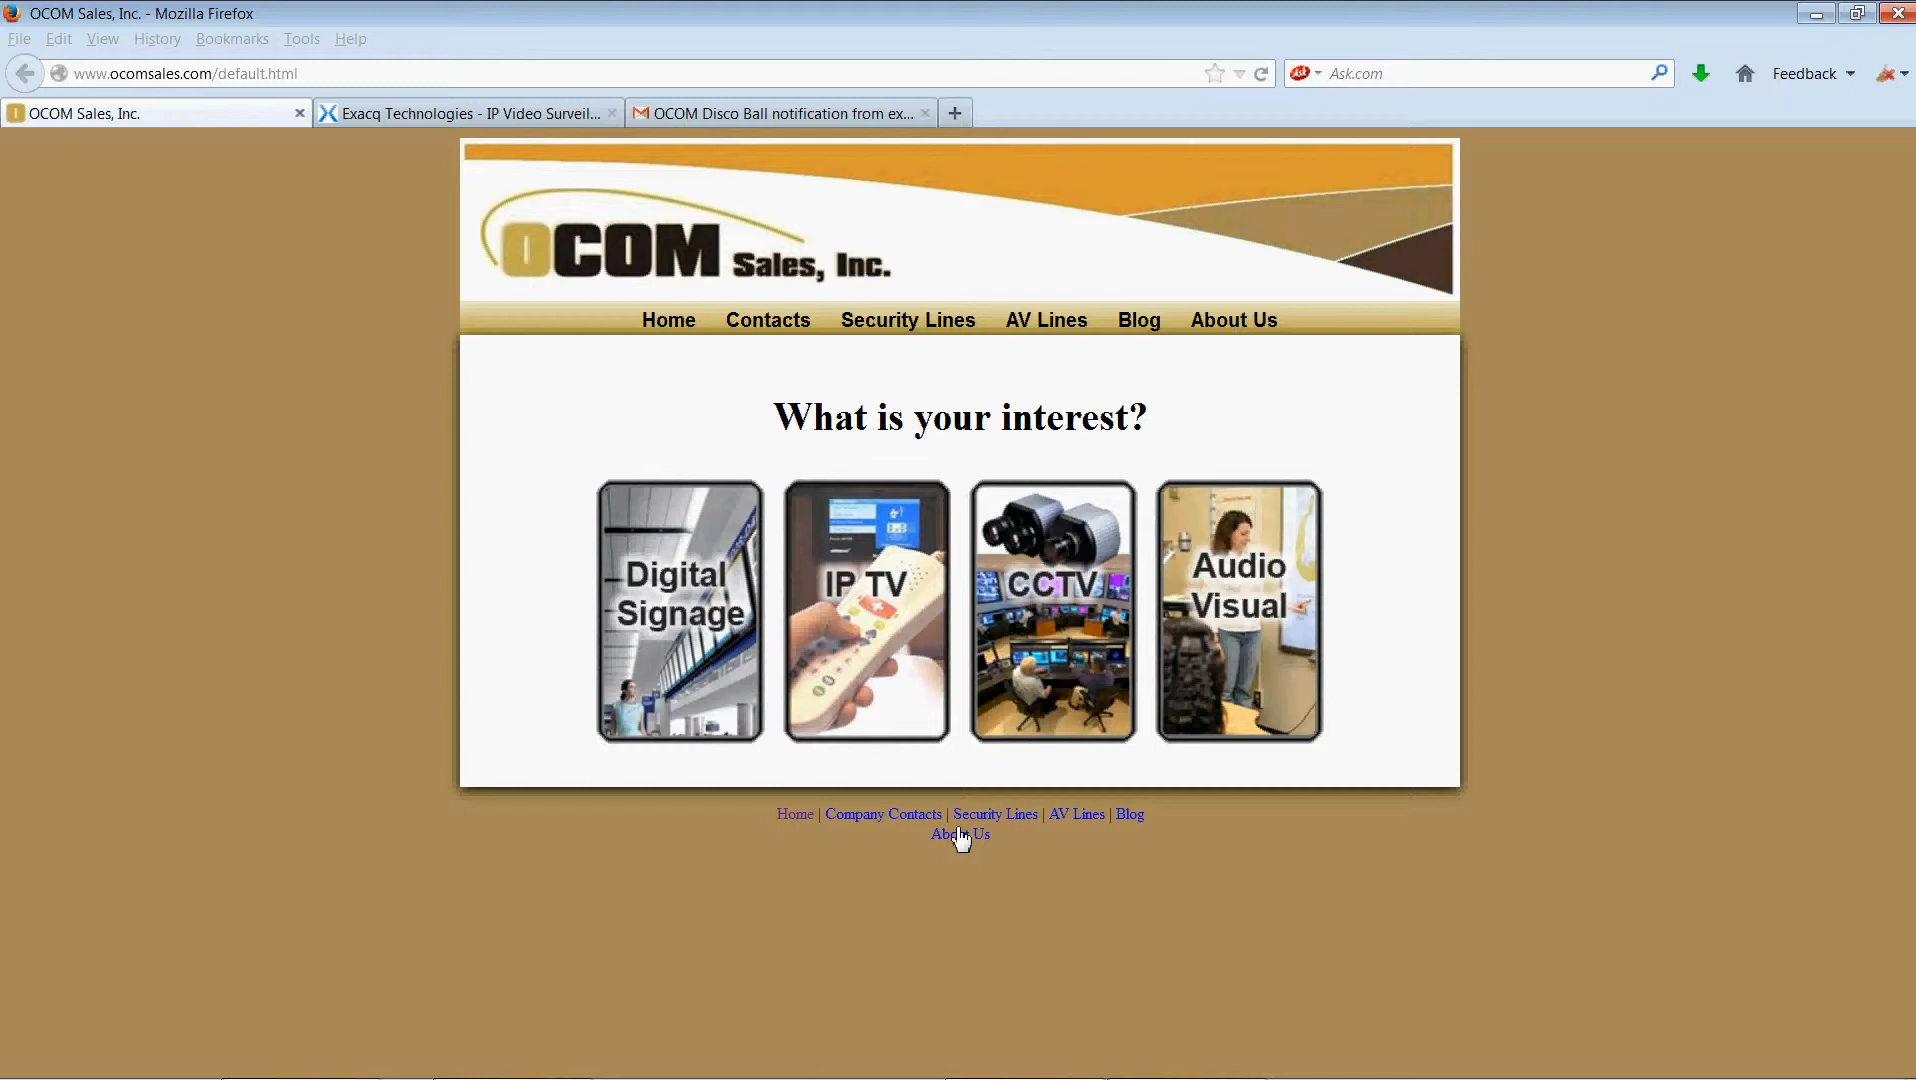 OCOM Sales, Inc. - Mozilla Firefox
File Edit View History Bookmarks Tools Help
www.ocomsales.com/default.html Ask.com Feedback
OCOM Sales, Inc. Exacq Technologies - IP Video Surveil... OCOM Disco Ball notification from ex...
OCOM Sales, Inc.
Home Contacts Security Lines AV Lines Blog About Us
What is your interest?
Digital
Signage
IP TV
CCTV
Audio
Visual
Home | Company Contacts | Security Lines | AV Lines | Blog
About Us